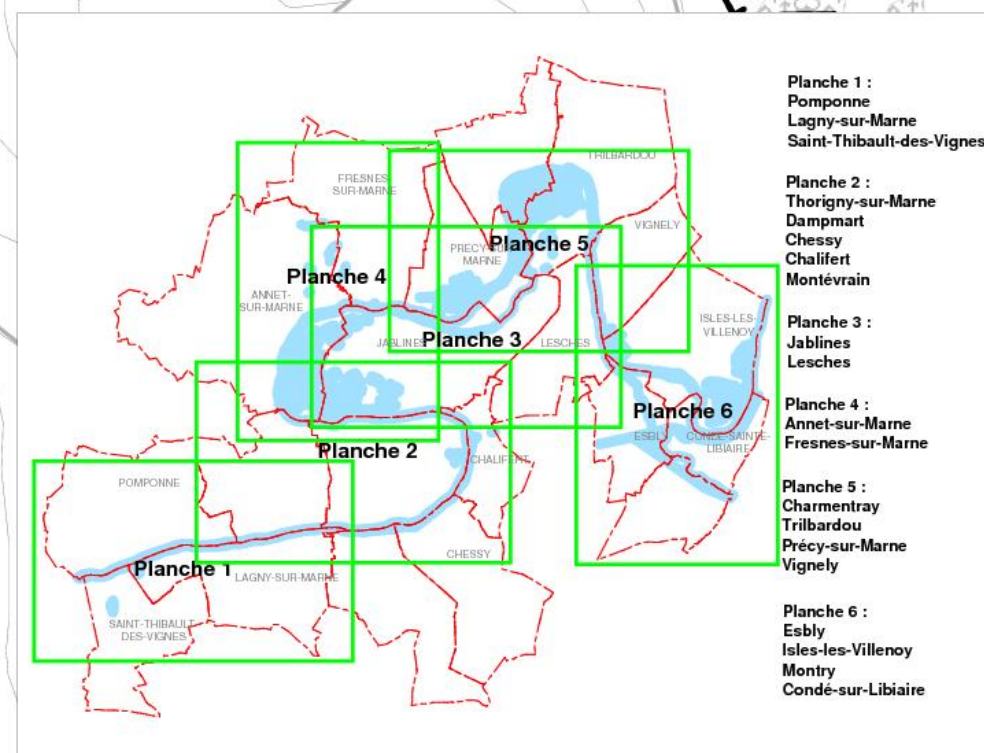 Planche 1 :
Pomponne
Lagny-sur-Marne
Saint-Thibault-des-Vignes
Planche 2 :
Thorigny-sur-Marne
Dampmart
Chessy
Chalifert
Montévrain
Planche 3 :
Jablines
Lesches
Planche 4 :
Annet-sur-Marne
Fresnes-sur-Marne
Planche 5 :
Charmentray
Trilbardou
Précy-sur-Marne
Vignely
Planche 6 :
Esbly
Isles-les-Villenoy
Montry
Condé-sur-Libiaire
TRILBARDOU
FRESNES
SUR-MARNE
VIGNELY
PRECY-SUR
MARNE
Planche 5
Planche 4
ANNET-
SUR-MARNE
ISLES-LES-
VILLENOY
JABLINES
Planche 3
LESCHES
Planche 6
ESBLY
CONDE-SAINTE-
LIBIAIRE
Planche 2
CHALIFERT
POMPONNE
CHESSY
Planche 1
LAGNY-SUR-MARNE
SAINT-THIBAULT
DES-VIGNES